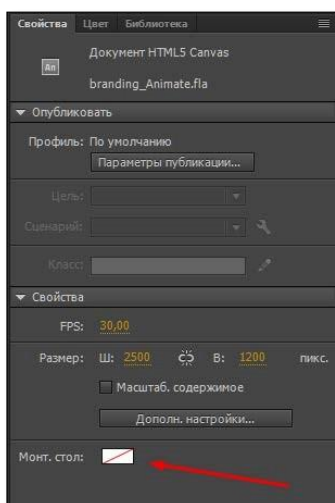 Свойства Цвет Библиотека
Документ HTML5 Canvas
An
branding_Animate.fla
Опубликовать
Профиль: По умолчанию
Параметры публикации...
Цель:
Сценарий:
Класс:
Свойства
FPS: 30,00
Размер: Ш: 2500 В: 1200 пикс.
Масштаб. содержимое
Дополн. настройки...
Монт. стол: